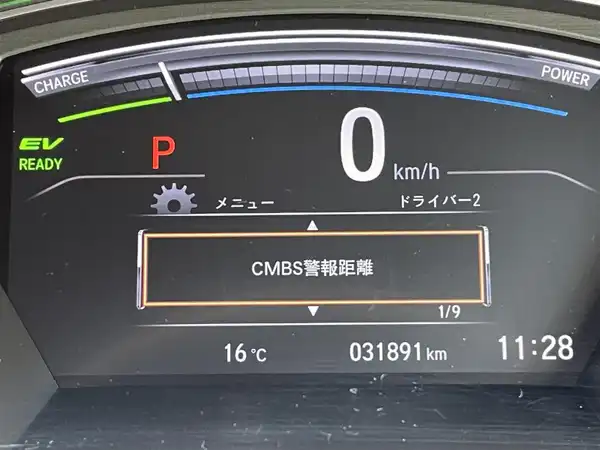 CHARGE POWER
EV
READY
P
0 km/h
メニュー ドライバー2
▲
CMBS警報距離
▼
1/9
16℃ 031891km 11:28